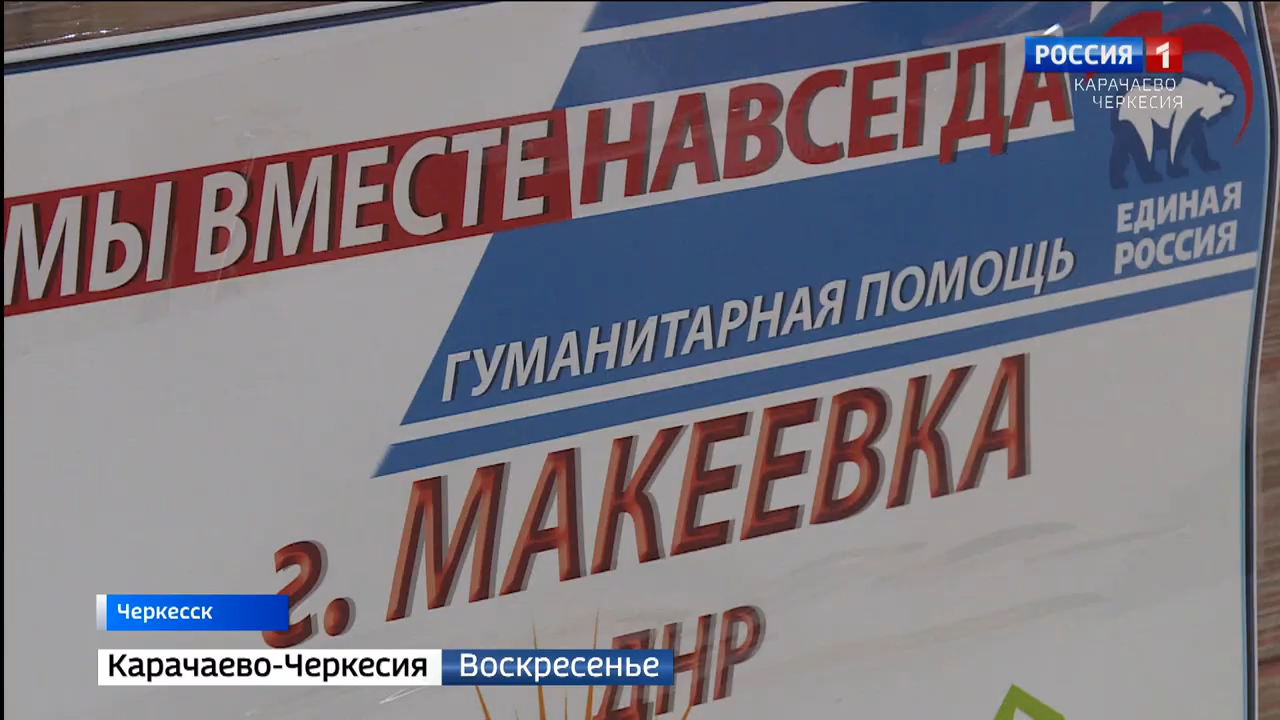 РОССИЯ 1
КАРАЧАЕВО
ЧЕРКЕСИЯ
МЫ ВМЕСТЕ НАВСЕГДА
ЕДИНАЯ
РОССИЯ
ГУМАНИТАРНАЯ ПОМОЩЬ
г. МАКЕЕВКА
ДНР
Черкесск
Карачаево-Черкесия Воскресенье